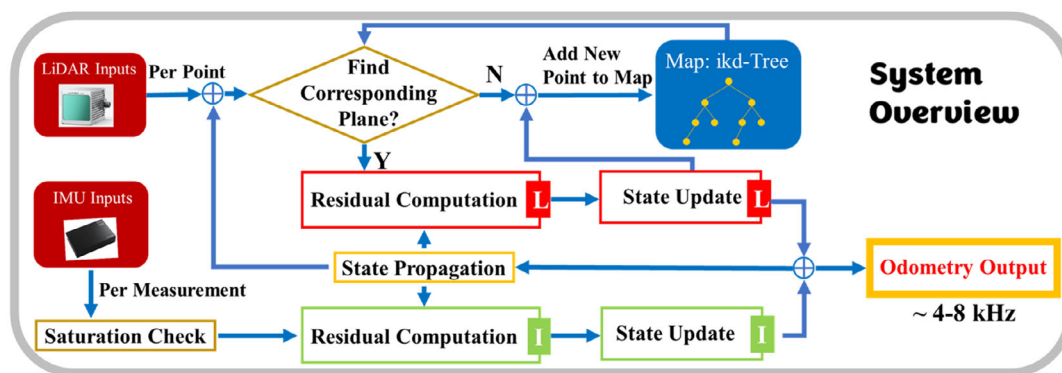 System
Overview
LiDAR Inputs
Per Point
Find
Corresponding
Plane?
N
Add New
Point to Map
Map: ikd-Tree
Y
Residual Computation L
State Update L
IMU Inputs
Per Measurement
State Propagation
Odometry Output
~ 4-8 kHz
Saturation Check
Residual Computation I
State Update I